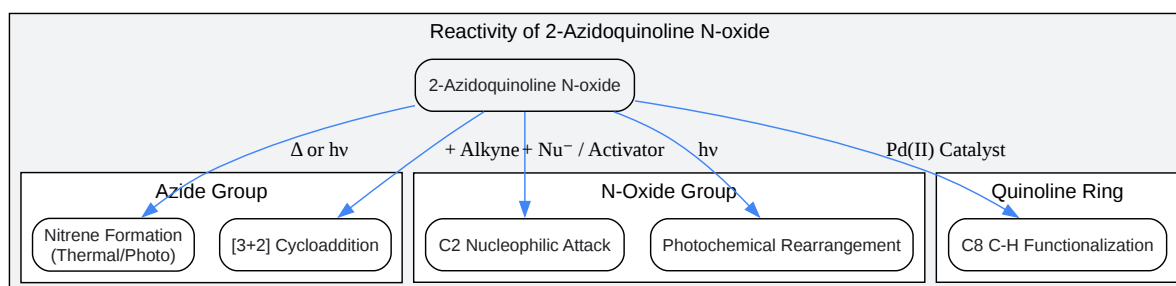 Reactivity of 2-Azidoquinoline N-oxide
2-Azidoquinoline N-oxide
Δ or hν
+ Alkyne
+ Nu⁻ / Activator
hν
Pd(II) Catalyst
Azide Group
N-Oxide Group
Quinoline Ring
Nitrene Formation
(Thermal/Photo)
[3+2] Cycloaddition
C2 Nucleophilic Attack
Photochemical Rearrangement
C8 C-H Functionalization